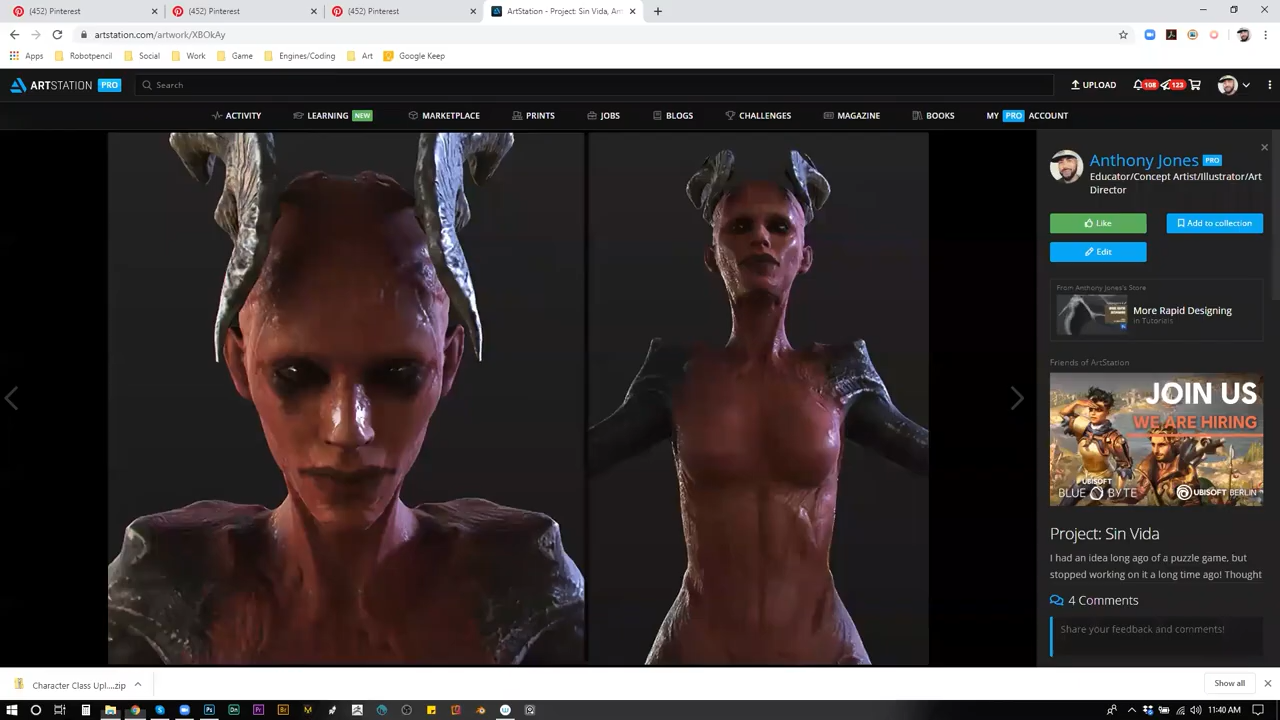 (452) Pinterest
(452) Pinterest
(452) Pinterest
ArtStation - Project: Sin Vida, An
artstation.com/artwork/XBOkAy
Apps
Robotpencil
Social
Work
Game
Engines/Coding
Art
Google Keep
ARTSTATION PRO
Search
UPLOAD
108
123
ACTIVITY
LEARNING NEW
MARKETPLACE
PRINTS
JOBS
BLOGS
CHALLENGES
MAGAZINE
BOOKS
MY PRO ACCOUNT
Anthony Jones PRO
Educator/Concept Artist/Illustrator/Art
Director
Like
Add to collection
Edit
From Anthony Jones's Store
More Rapid Designing
in Tutorials
Friends of ArtStation
JOIN US
WE ARE HIRING
UBISOFT
BLUE BYTE
UBISOFT
BERLIN
Project: Sin Vida
I had an idea long ago of a puzzle game, but
stopped working on it a long time ago! Thought
4 Comments
Share your feedback and comments!
Character Class Upl....zip
Show all
11:40 AM